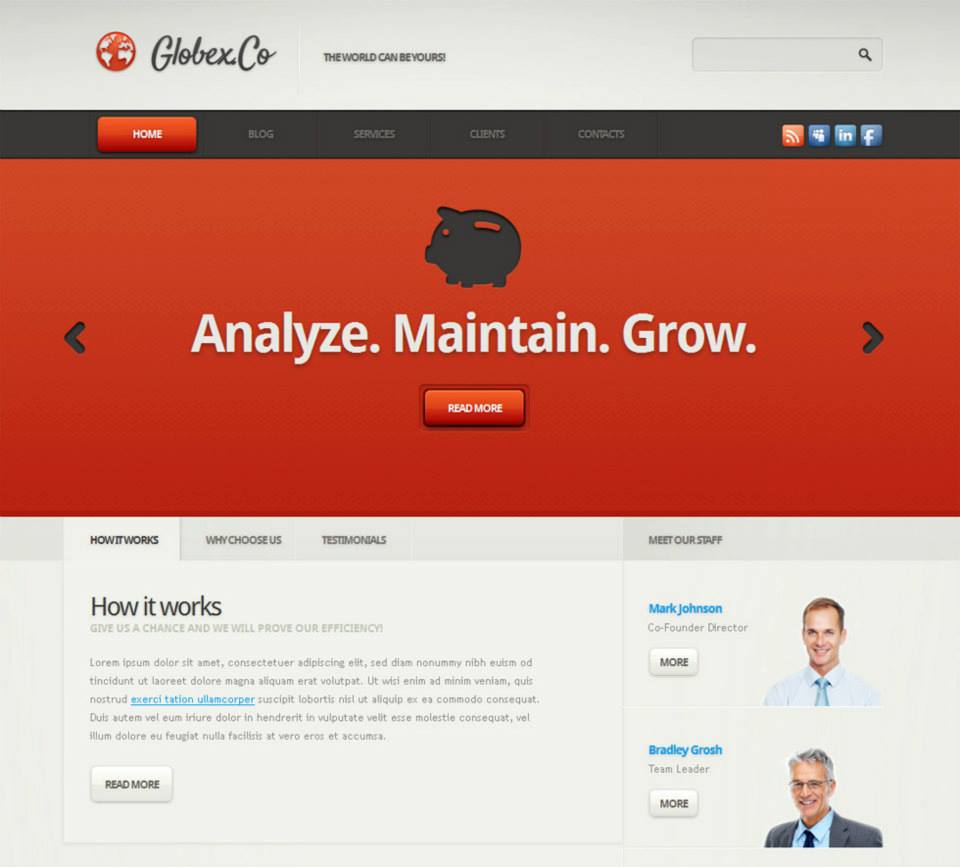 Globex.Co
THE WORLD CAN BE YOURS!
HOME
BLOG
SERVICES
CLIENTS
CONTACTS
in
f
Analyze. Maintain. Grow.
READ MORE
HOW IT WORKS
WHY CHOOSE US
TESTIMONIALS
MEET OUR STAFF
How it works
GIVE US A CHANCE AND WE WILL PROVE OUR EFFICIENCY!
Lorem ipsum dolor sit amet, consectetuer adipiscing elit, sed diam nonummy nibh euism od
tincidunt ut laoreet dolore magna aliquam erat volutpat. Ut wisi enim ad minim veniam, quis
nostrud exerci tation ullamcorper suscipit lobortis nisl ut aliquip ex ea commodo consequat.
Duis autem vel eum iriure dolor in hendrerit in vulputate velit esse molestie consequat, vel
illum dolore eu feugiat nulla facilisis at vero eros et accumsa.
READ MORE
Mark Johnson
Co-Founder Director
MORE
Bradley Grosh
Team Leader
MORE